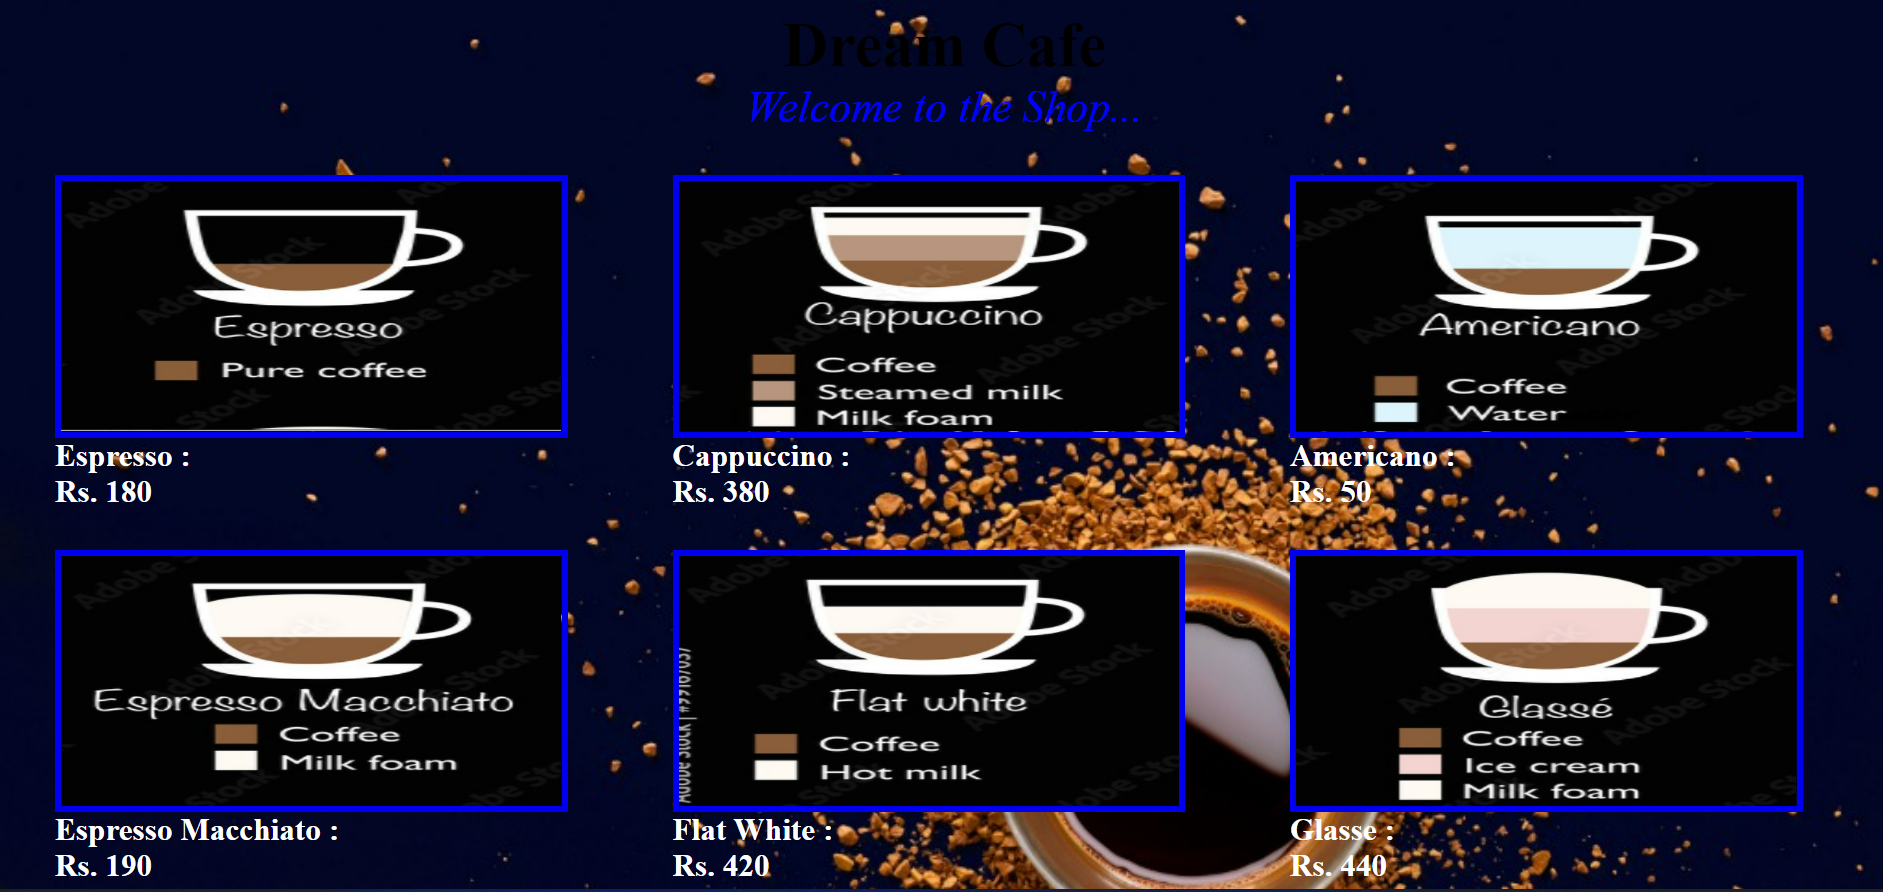 Dream Cafe
Welcome to the Shop...
Espresso
Pure coffee
Espresso :
Rs. 180
Cappuccino
Coffee
Steamed milk
Milk foam
Cappuccino :
Rs. 380
Americano
Coffee
Water
Americano :
Rs. 50
Espresso Macchiato
Coffee
Milk foam
Espresso Macchiato :
Rs. 190
Flat white
Coffee
Hot milk
Flat White :
Rs. 420
Glassé
Coffee
Ice cream
Milk foam
Glasse :
Rs. 440
Adobe Stock